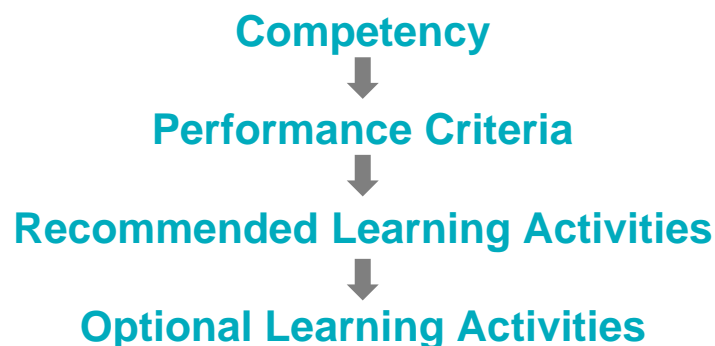 Competency
Performance Criteria
Recommended Learning Activities
Optional Learning Activities